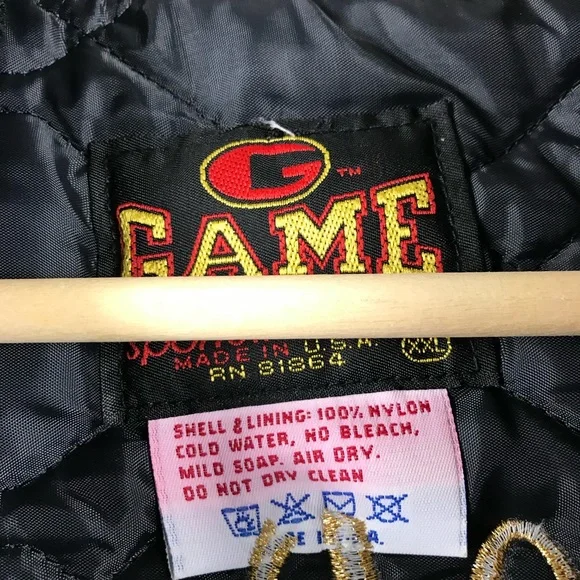 G ™
GAME
MADE IN U.S.A.
RN 81864 XXL
SHELL & LINING: 100% NYLON
COLD WATER, NO BLEACH,
MILD SOAP. AIR DRY.
DO NOT DRY CLEAN